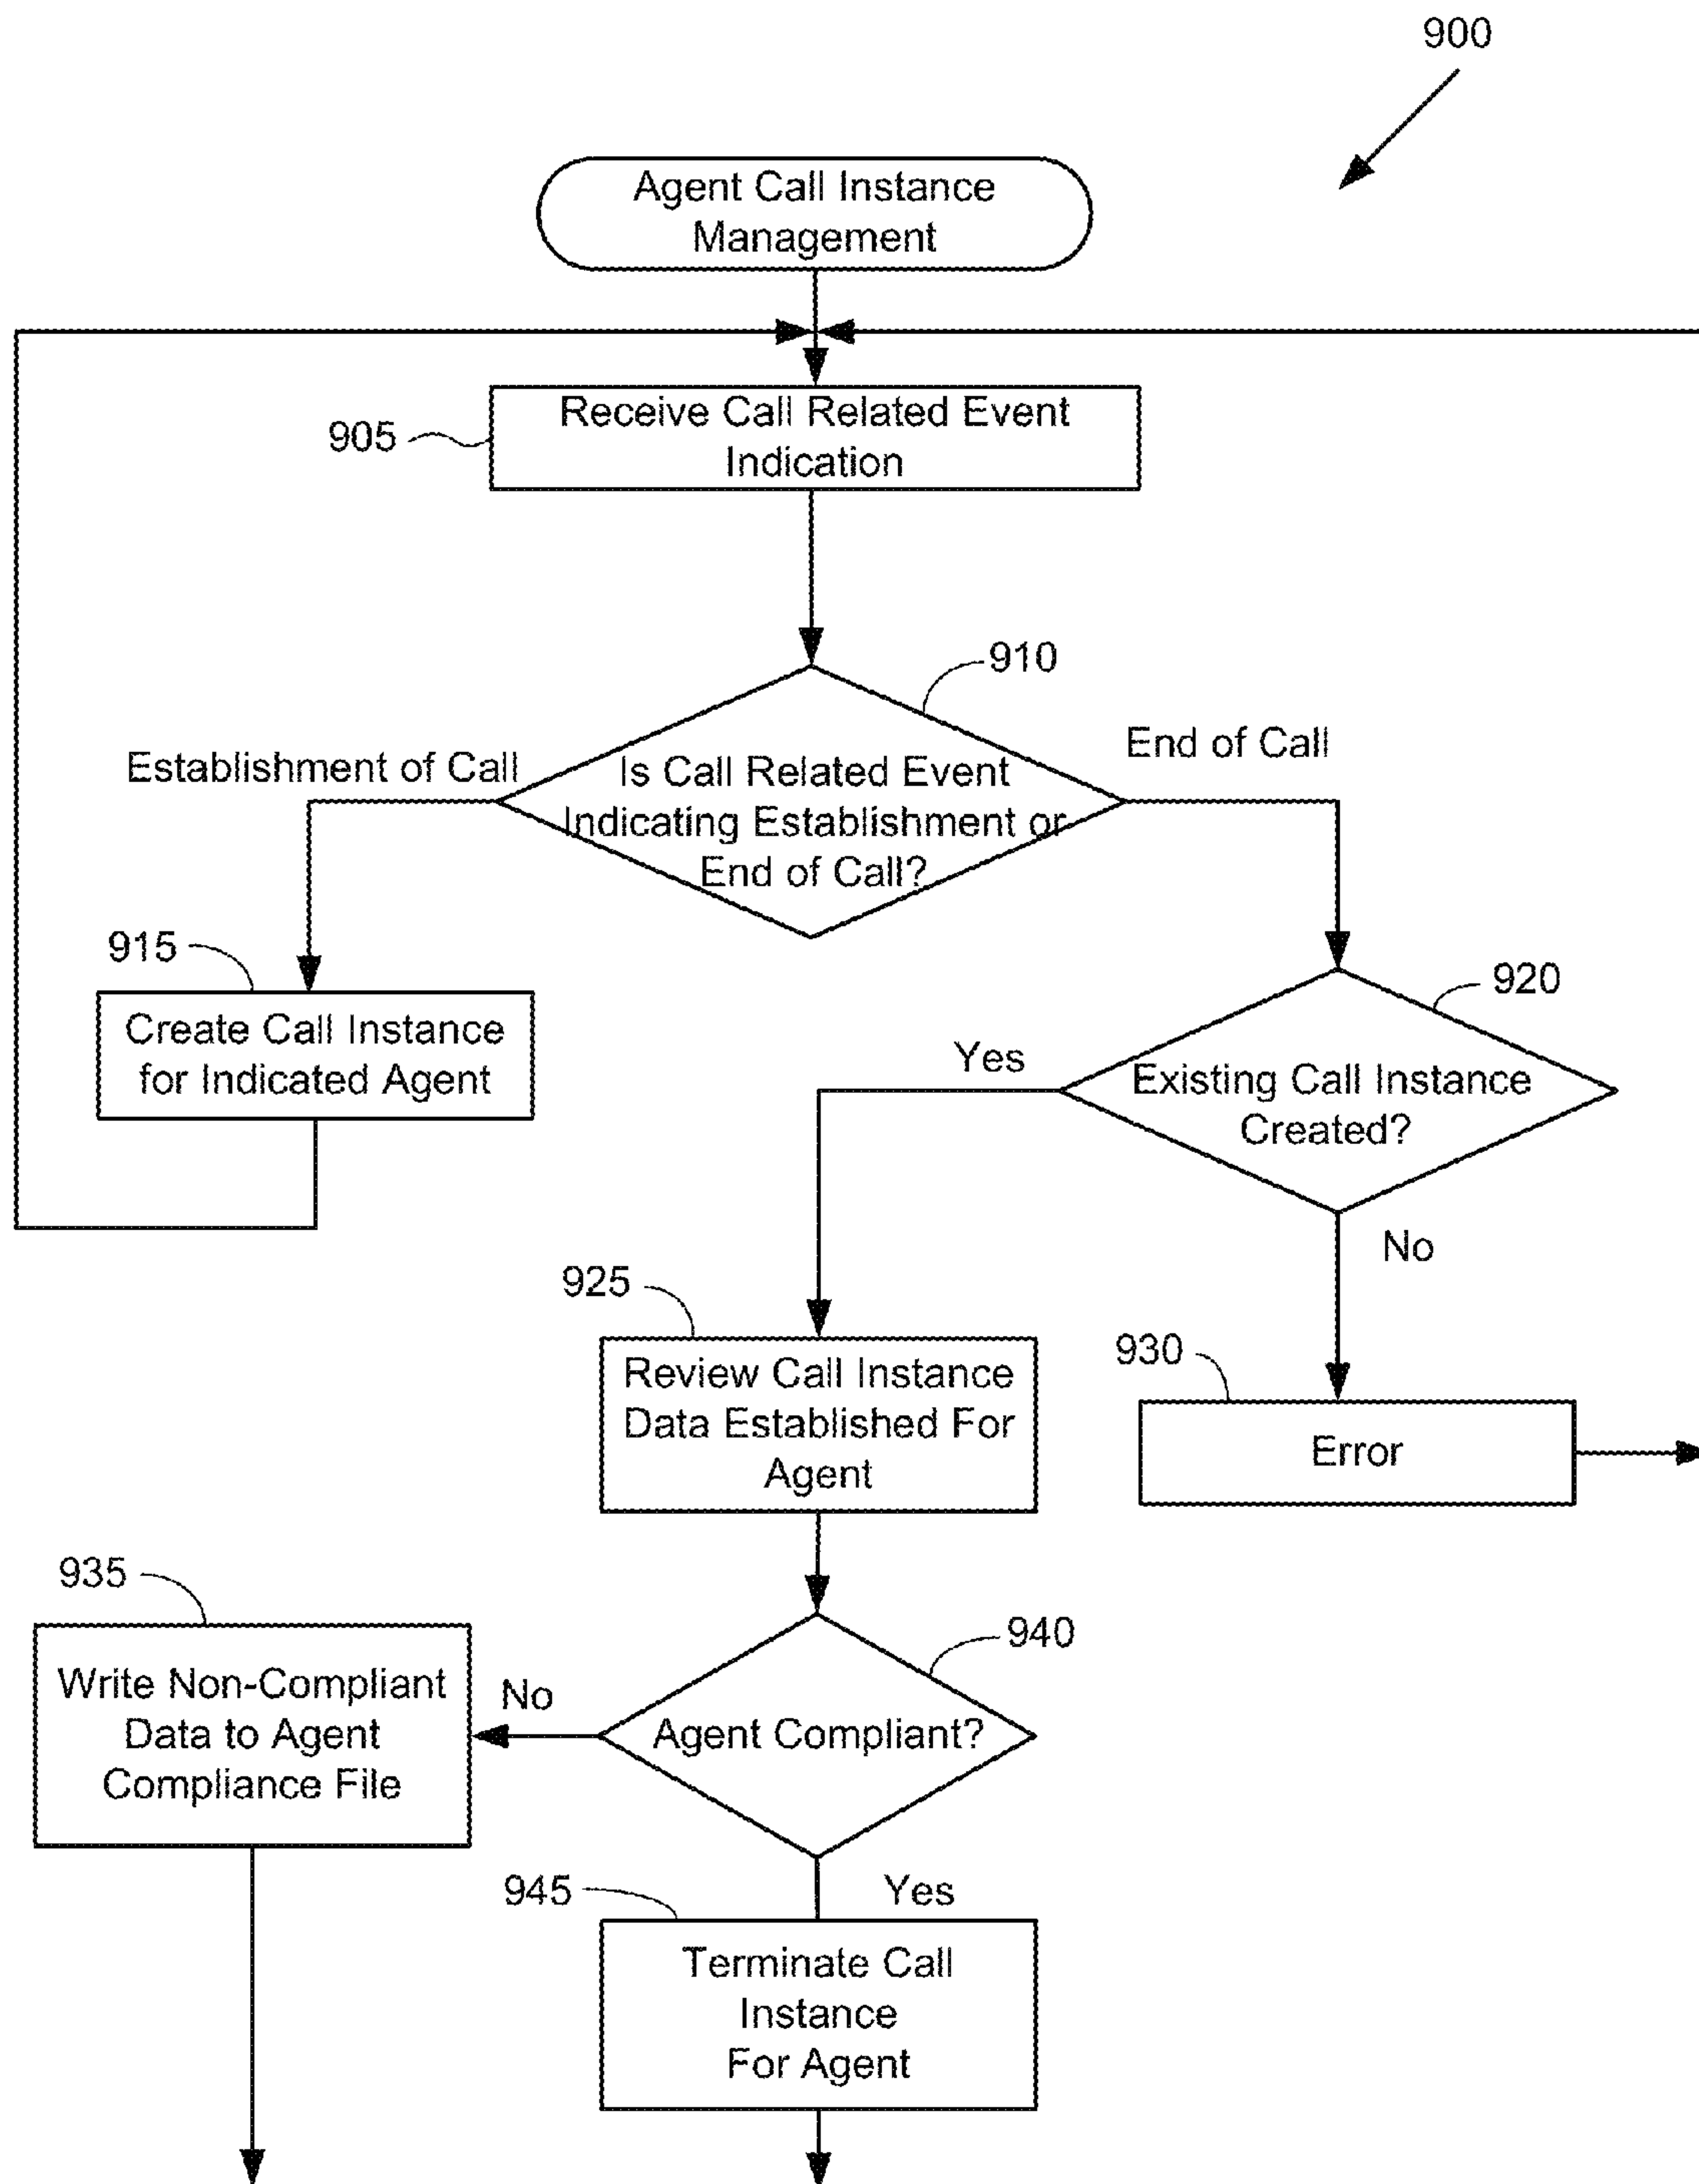 900
Agent Call Instance
Management
905
Receive Call Related Event
Indication
910
Establishment of Call
End of Call
Is Call Related Event
Indicating Establishment or
End of Call?
915
Create Call Instance
for Indicated Agent
920
Yes
Existing Call Instance
Created?
No
925
Review Call Instance
Data Established For
Agent
930
Error
935
Write Non-Compliant
Data to Agent
Compliance File
No
940
Agent Compliant?
Yes
945
Terminate Call
Instance
For Agent